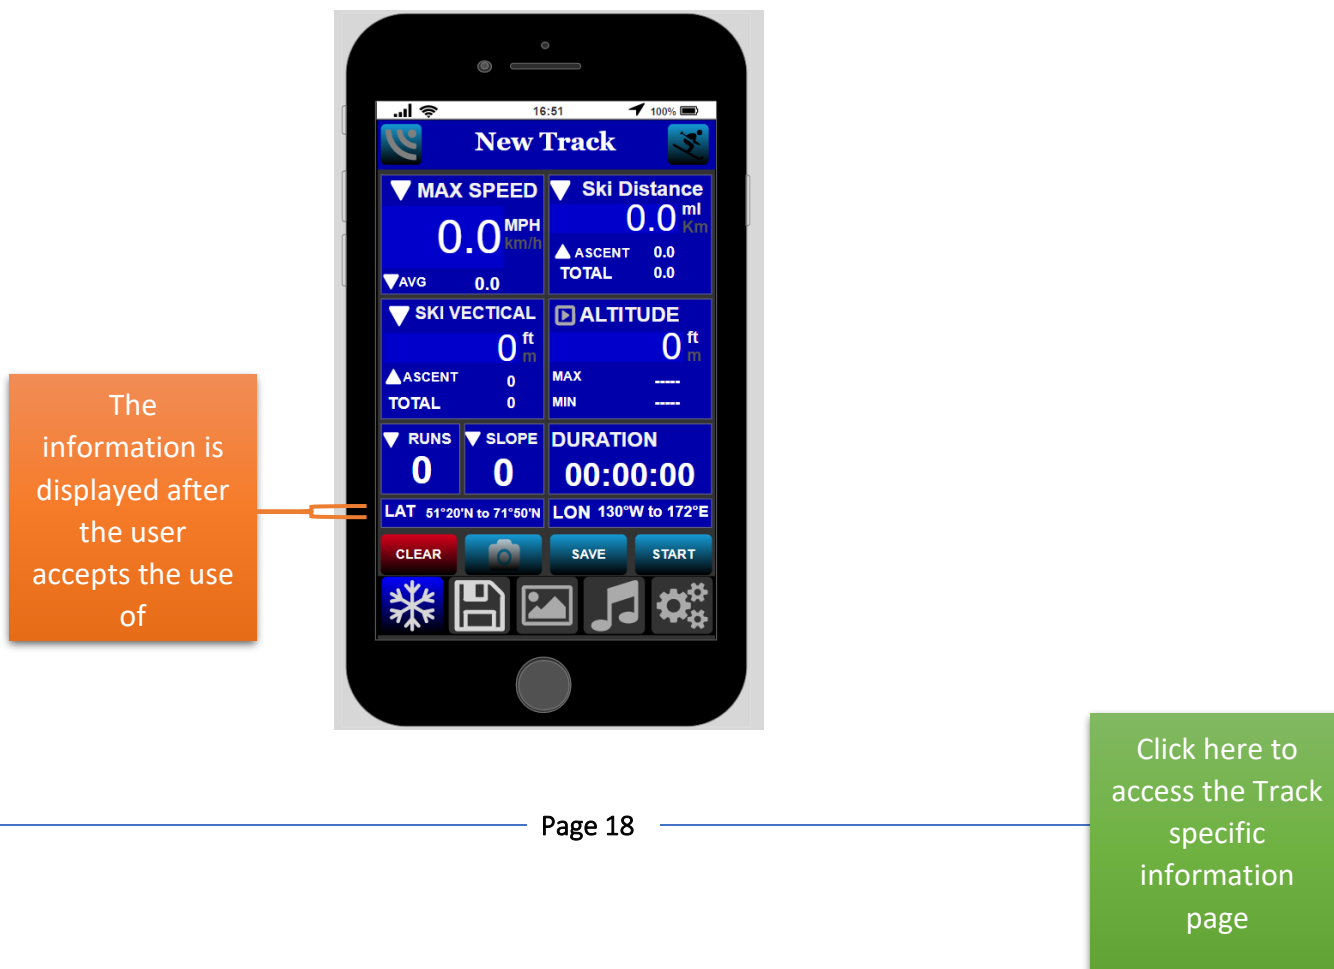 16:51 100%
New Track
MAX SPEED
0.0 MPH
km/h
AVG 0.0
Ski Distance
0.0 ml
Km
ASCENT 0.0
TOTAL 0.0
SKI VECTICAL
0 ft
m
ASCENT 0
TOTAL 0
ALTITUDE
0 ft
m
MAX -----
MIN -----
RUNS
0
SLOPE
0
DURATION
00:00:00
LAT 51°20'N to 71°50'N
LON 130°W to 172°E
CLEAR
SAVE
START
The
information is
displayed after
the user
accepts the use
of
Page 18
Click here to
access the Track
specific
information
page